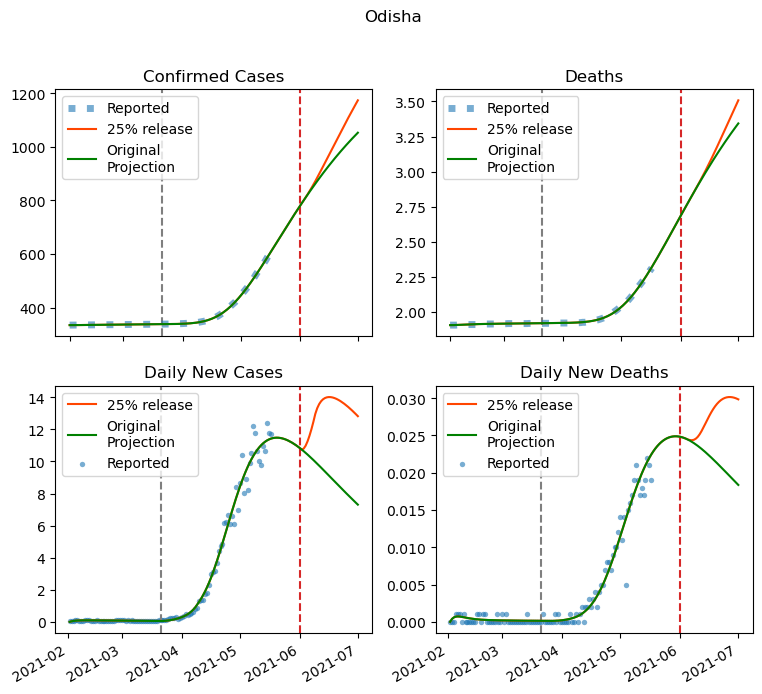 Odisha
Confirmed Cases
Reported
25% release
Original
Projection
1200
1000
800
600
400
Deaths
Reported
25% release
Original
Projection
3.50
3.25
3.00
2.75
2.50
2.25
2.00
Daily New Cases
25% release
Original
Projection
Reported
14
12
10
8
6
4
2
0
2021-02
2021-03
2021-04
2021-05
2021-06
2021-07
Daily New Deaths
25% release
Original
Projection
Reported
0.030
0.025
0.020
0.015
0.010
0.005
0.000
2021-02
2021-03
2021-04
2021-05
2021-06
2021-07